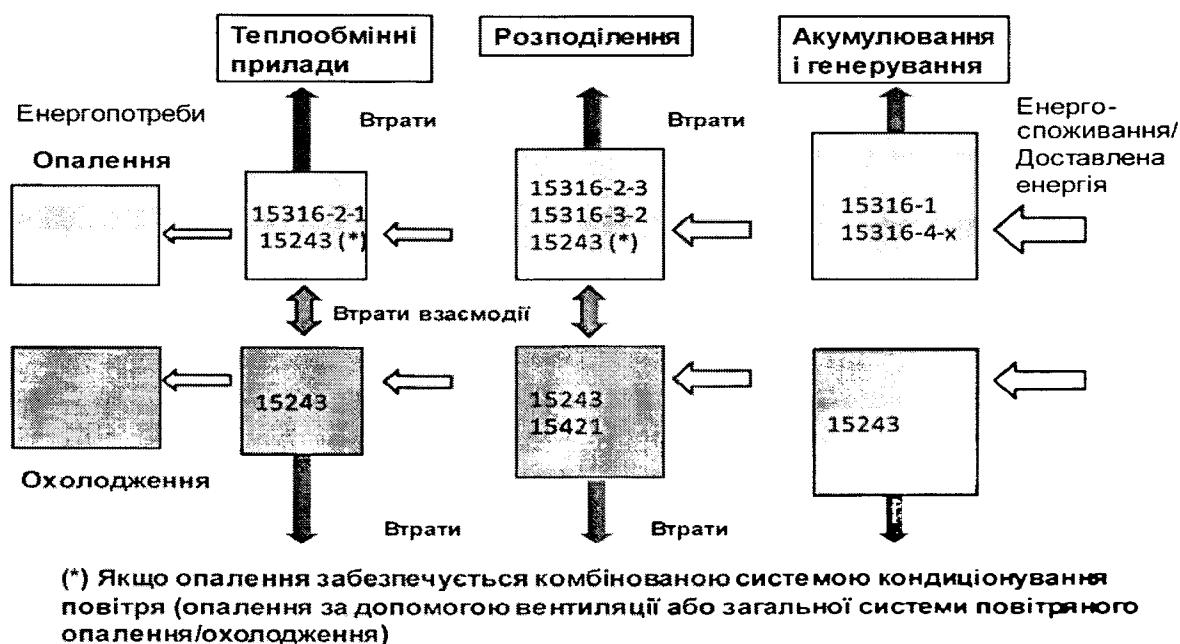 Теплообмінні
прилади
Розподілення
Акумулювання
і генерування
Енергопотреби
Втрати
Втрати
Енерго-
споживання/
Доставлена
енергія
Опалення
15316-2-1
15243 (*)
15316-2-3
15316-3-2
15243 (*)
15316-1
15316-4-x
Втрати взаємодії
15243
15243
15421
15243
Охолодження
Втрати
Втрати
(*) Якщо опалення забезпечується комбінованою системою кондиціонування
повітря (опалення за допомогою вентиляції або загальної системи повітряного
опалення/охолодження)